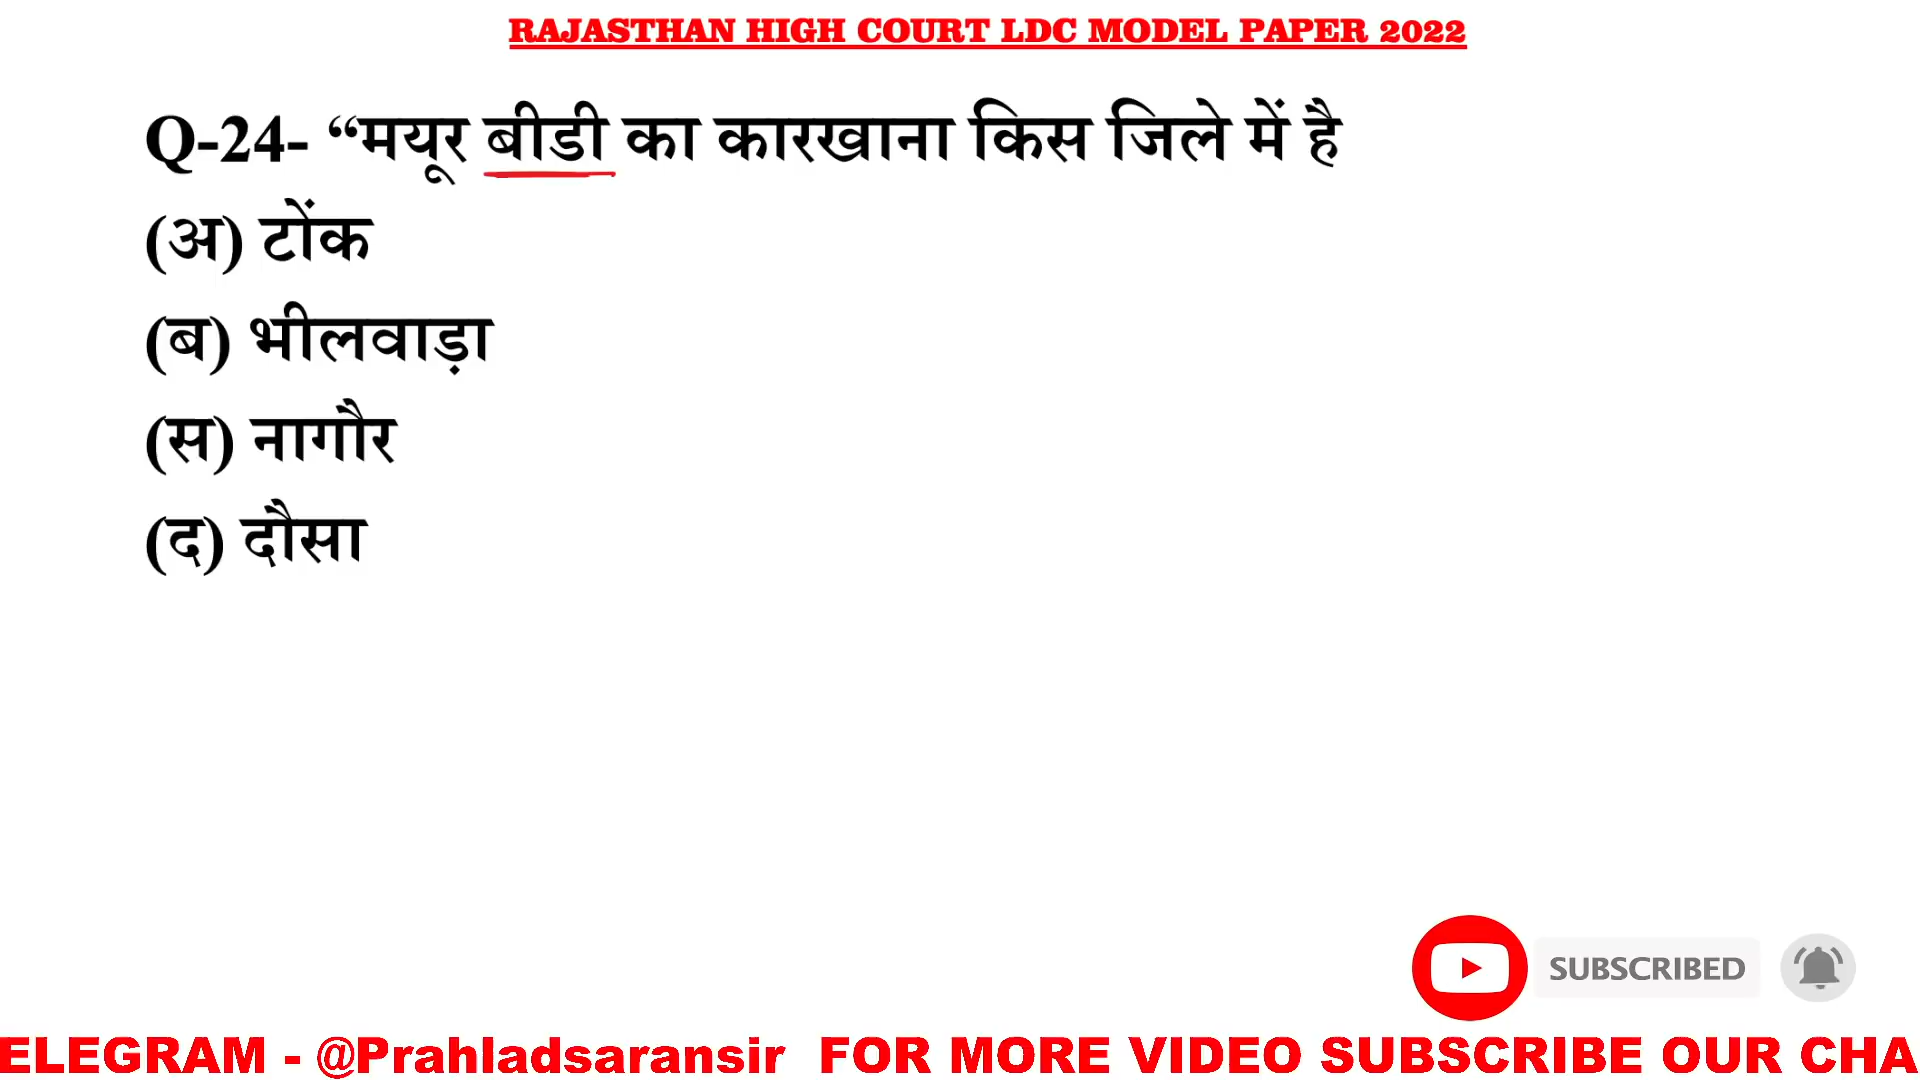 RAJASTHAN HIGH COURT LDC MODEL PAPER 2022
Q-24- “मयूर बीडी का कारखाना किस जिले में है
(अ) टोंक
(ब) भीलवाड़ा
(स) नागौर
(द) दौसा
SUBSCRIBED
ELEGRAM - @Prahladsaransir FOR MORE VIDEO SUBSCRIBE OUR CHA